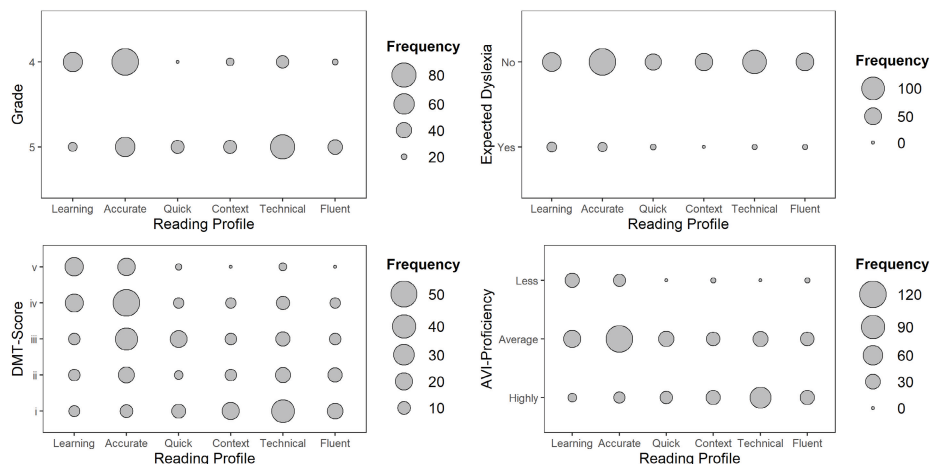 Grade
4
5
Learning Accurate Quick Context Technical Fluent
Reading Profile
Frequency
80
60
40
20
Expected Dyslexia
No
Yes
Learning Accurate Quick Context Technical Fluent
Reading Profile
Frequency
100
50
0
DMT-Score
v
iv
iii
ii
i
Learning Accurate Quick Context Technical Fluent
Reading Profile
Frequency
50
40
30
20
10
AVI-Proficiency
Less
Average
Highly
Learning Accurate Quick Context Technical Fluent
Reading Profile
Frequency
120
90
60
30
0